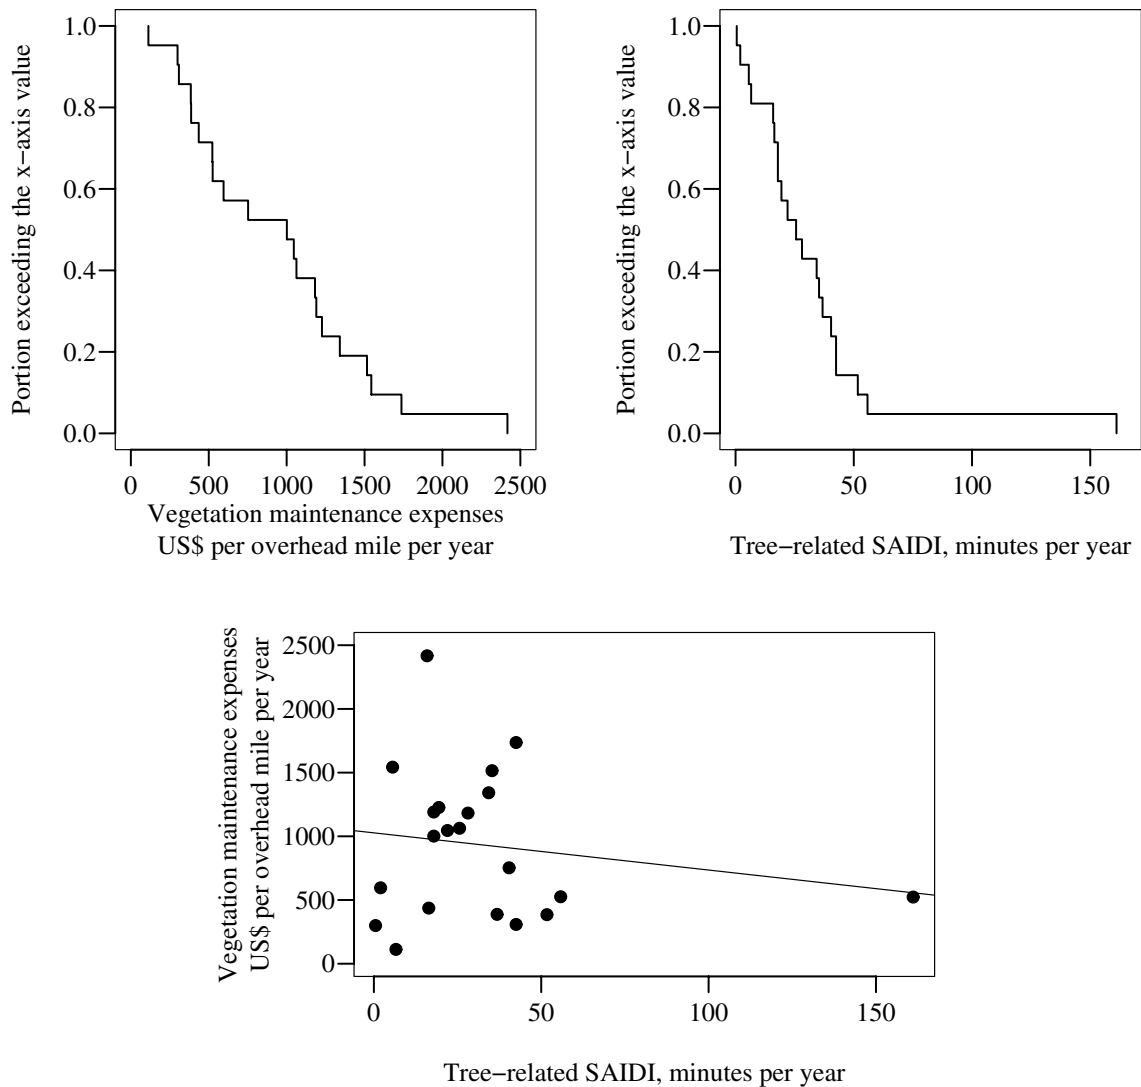 Portion exceeding the x−axis value
1.0
0.8
0.6
0.4
0.2
0.0
0 500 1000 1500 2000 2500
Vegetation maintenance expenses
US$ per overhead mile per year
Portion exceeding the x−axis value
1.0
0.8
0.6
0.4
0.2
0.0
0 50 100 150
Tree−related SAIDI, minutes per year
Vegetation maintenance expenses
US$ per overhead mile per year
2500
2000
1500
1000
500
0
0 50 100 150
Tree−related SAIDI, minutes per year